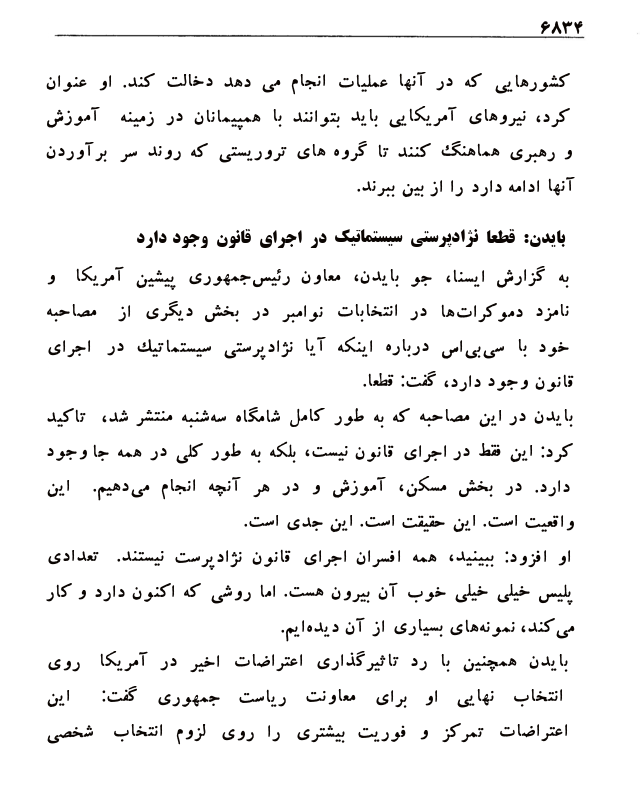 ۶۸۳۴
کشورهایی که در آنها عملیات انجام می دهد دخالت کند. او عنوان
کرد، نیروهای آمریکایی باید بتوانند با همپیمانان در زمینه آموزش
و رهبری هماهنگ کنند تا گروه های تروریستی که روند سر برآوردن
آنها ادامه دارد را از بین ببرند.
بایدن: قطعا نژادپرستی سیستماتیک در اجرای قانون وجود دارد
به گزارش ایسنا، جو بایدن، معاون رئیس‌جمهوری پیشین آمریکا و
نامزد دموکرات‌ها در انتخابات نوامبر در بخش دیگری از مصاحبه
خود با سی‌بی‌اس درباره اینکه آیا نژادپرستی سیستماتیك در اجرای
قانون وجود دارد، گفت: قطعا.
بایدن در این مصاحبه که به طور کامل شامگاه سه‌شنبه منتشر شد، تاکید
کرد: این فقط در اجرای قانون نیست، بلکه به طور کلی در همه جا وجود
دارد. در بخش مسکن، آموزش و در هر آنچه انجام می‌دهیم. این
واقعیت است. این حقیقت است. این جدی است.
او افزود: ببینید، همه افسران اجرای قانون نژادپرست نیستند. تعدادی
پلیس خیلی خیلی خوب آن بیرون هست. اما روشی که اکنون دارد و کار
می‌کند، نمونه‌های بسیاری از آن دیده‌ایم.
بایدن همچنین با رد تاثیرگذاری اعتراضات اخیر در آمریکا روی
انتخاب نهایی او برای معاونت ریاست جمهوری گفت: این
اعتراضات تمرکز و فوریت بیشتری را روی لزوم انتخاب شخصی